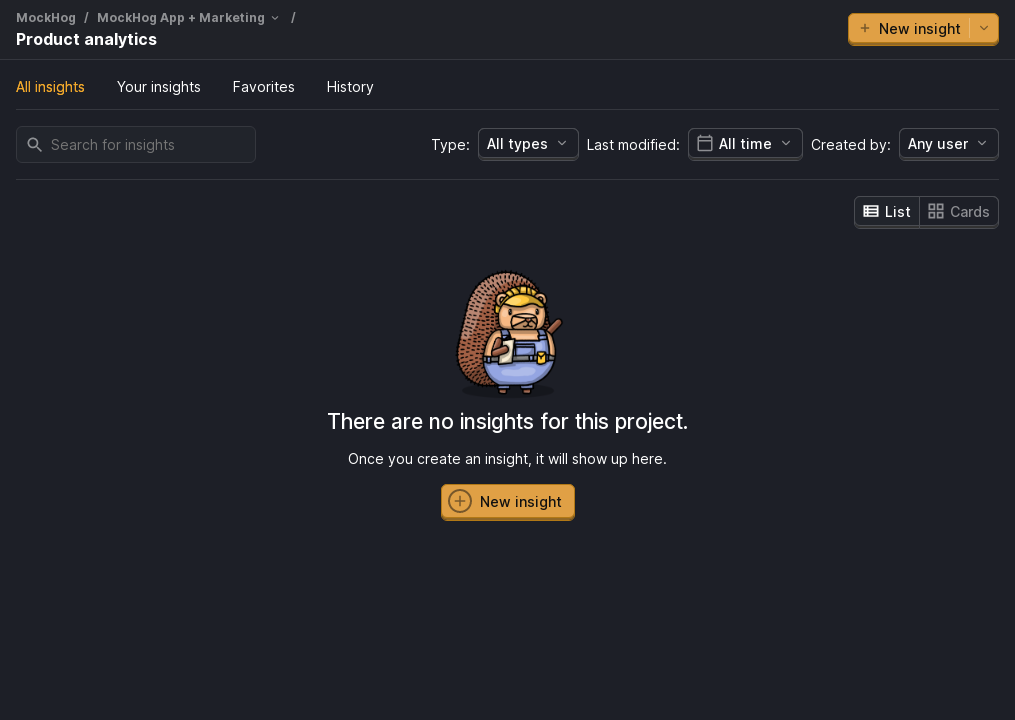 MockHog / MockHog App + Marketing /
Product analytics
New insight
All insights Your insights Favorites History
Search for insights Type: All types Last modified: All time Created by: Any user
List Cards
There are no insights for this project.
Once you create an insight, it will show up here.
New insight